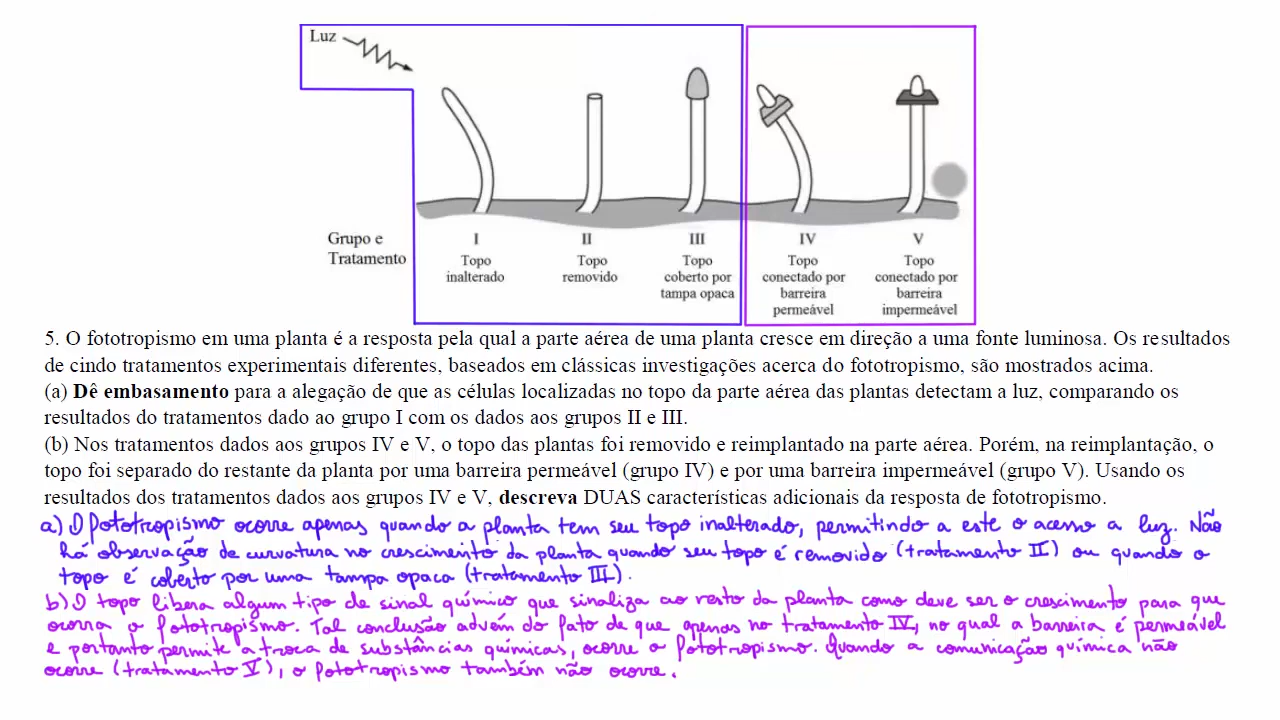 Luz
Grupo e
Tratamento
I
Topo
inalterado
II
Topo
removido
III
Topo
coberto por
tampa opaca
IV
Topo
conectado por
barreira
permeável
V
Topo
conectado por
barreira
impermeável
5. O fototropismo em uma planta é a resposta pela qual a parte aérea de uma planta cresce em direção a uma fonte luminosa. Os resultados
de cindo tratamentos experimentais diferentes, baseados em clássicas investigações acerca do fototropismo, são mostrados acima.
(a) Dê embasamento para a alegação de que as células localizadas no topo da parte aérea das plantas detectam a luz, comparando os
resultados do tratamentos dado ao grupo I com os dados aos grupos II e III.
(b) Nos tratamentos dados aos grupos IV e V, o topo das plantas foi removido e reimplantado na parte aérea. Porém, na reimplantação, o
topo foi separado do restante da planta por uma barreira permeável (grupo IV) e por uma barreira impermeável (grupo V). Usando os
resultados dos tratamentos dados aos grupos IV e V, descreva DUAS características adicionais da resposta de fototropismo.
a) O fototropismo ocorre apenas quando a planta tem seu topo inalterado, permitindo a este o acesso a luz. Não
há observação de curvatura no crescimento da planta quando seu topo é removido (tratamento II) ou quando o
topo é coberto por uma tampa opaca (tratamento III).
b) O topo libera algum tipo de sinal químico que sinaliza ao resto da planta como deve ser o crescimento para que
ocorra o fototropismo. Tal conclusão advém do fato de que apenas no tratamento IV, no qual a barreira é permeável
e portanto permite a troca de substâncias químicas, ocorre o fototropismo. Quando a comunicação química não
ocorre (tratamento V), o fototropismo também não ocorre.